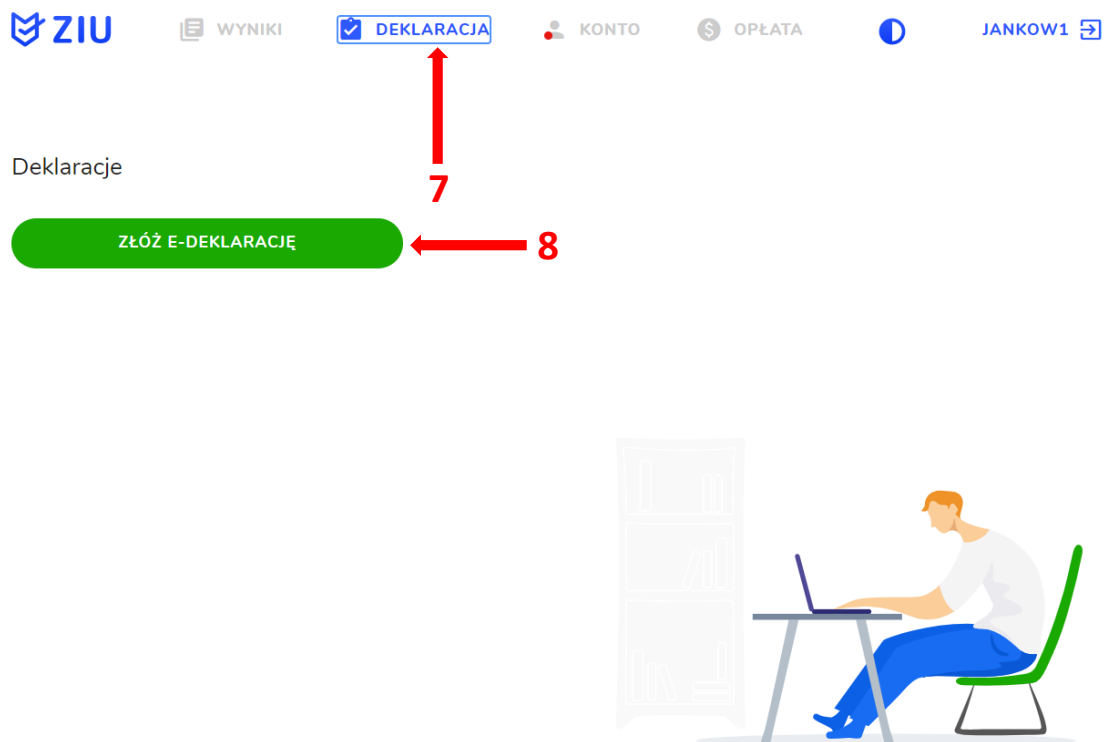 ZIU WYNIKI DEKLARACJA KONTO OPŁATA JANKOW1
Deklaracje
7
ZŁÓŻ E-DEKLARACJĘ 8